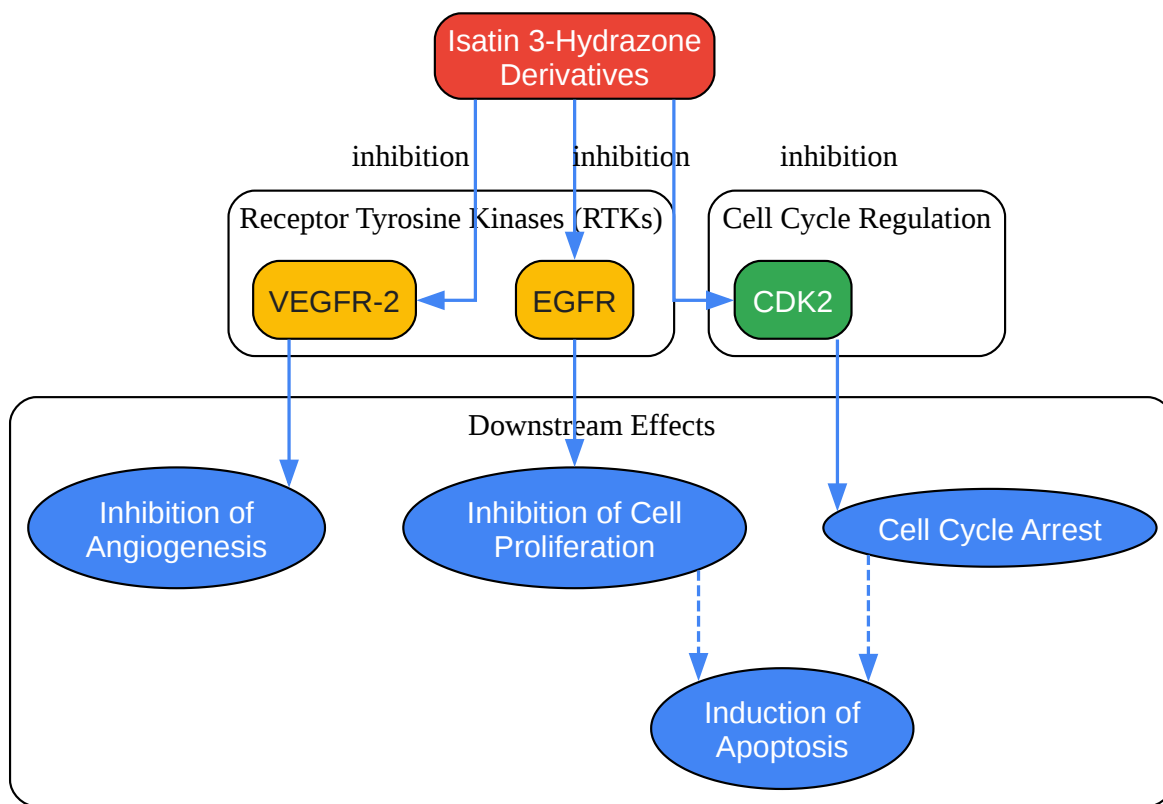 Isatin 3-Hydrazone
Derivatives
inhibition
inhibition
inhibition
Receptor Tyrosine Kinases (RTKs)
Cell Cycle Regulation
VEGFR-2
EGFR
CDK2
Downstream Effects
Inhibition of
Angiogenesis
Inhibition of Cell
Proliferation
Cell Cycle Arrest
Induction of
Apoptosis